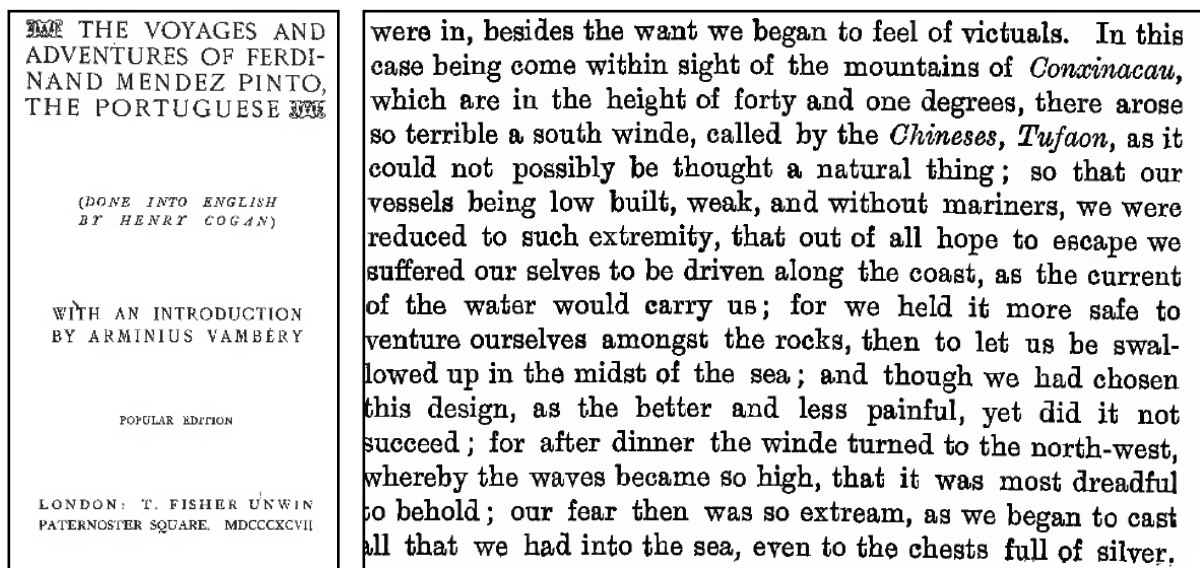 THE VOYAGES AND
ADVENTURES OF FERDI-
NAND MENDEZ PINTO,
THE PORTUGUESE
(DONE INTO ENGLISH
BY HENRY COGAN)
WITH AN INTRODUCTION
BY ARMINIUS VAMBÉRY
POPULAR EDITION
LONDON: T. FISHER UNWIN
PATERNOSTER SQUARE, MDCCCXCVII
were in, besides the want we began to feel of victuals. In this
case being come within sight of the mountains of Conxinacau,
which are in the height of forty and one degrees, there arose
so terrible a south winde, called by the Chineses, Tufaon, as it
could not possibly be thought a natural thing; so that our
vessels being low built, weak, and without mariners, we were
reduced to such extremity, that out of all hope to escape we
suffered our selves to be driven along the coast, as the current
of the water would carry us; for we held it more safe to
venture ourselves amongst the rocks, then to let us be swal-
lowed up in the midst of the sea; and though we had chosen
this design, as the better and less painful, yet did it not
succeed; for after dinner the winde turned to the north-west,
whereby the waves became so high, that it was most dreadful
to behold; our fear then was so extream, as we began to cast
all that we had into the sea, even to the chests full of silver.